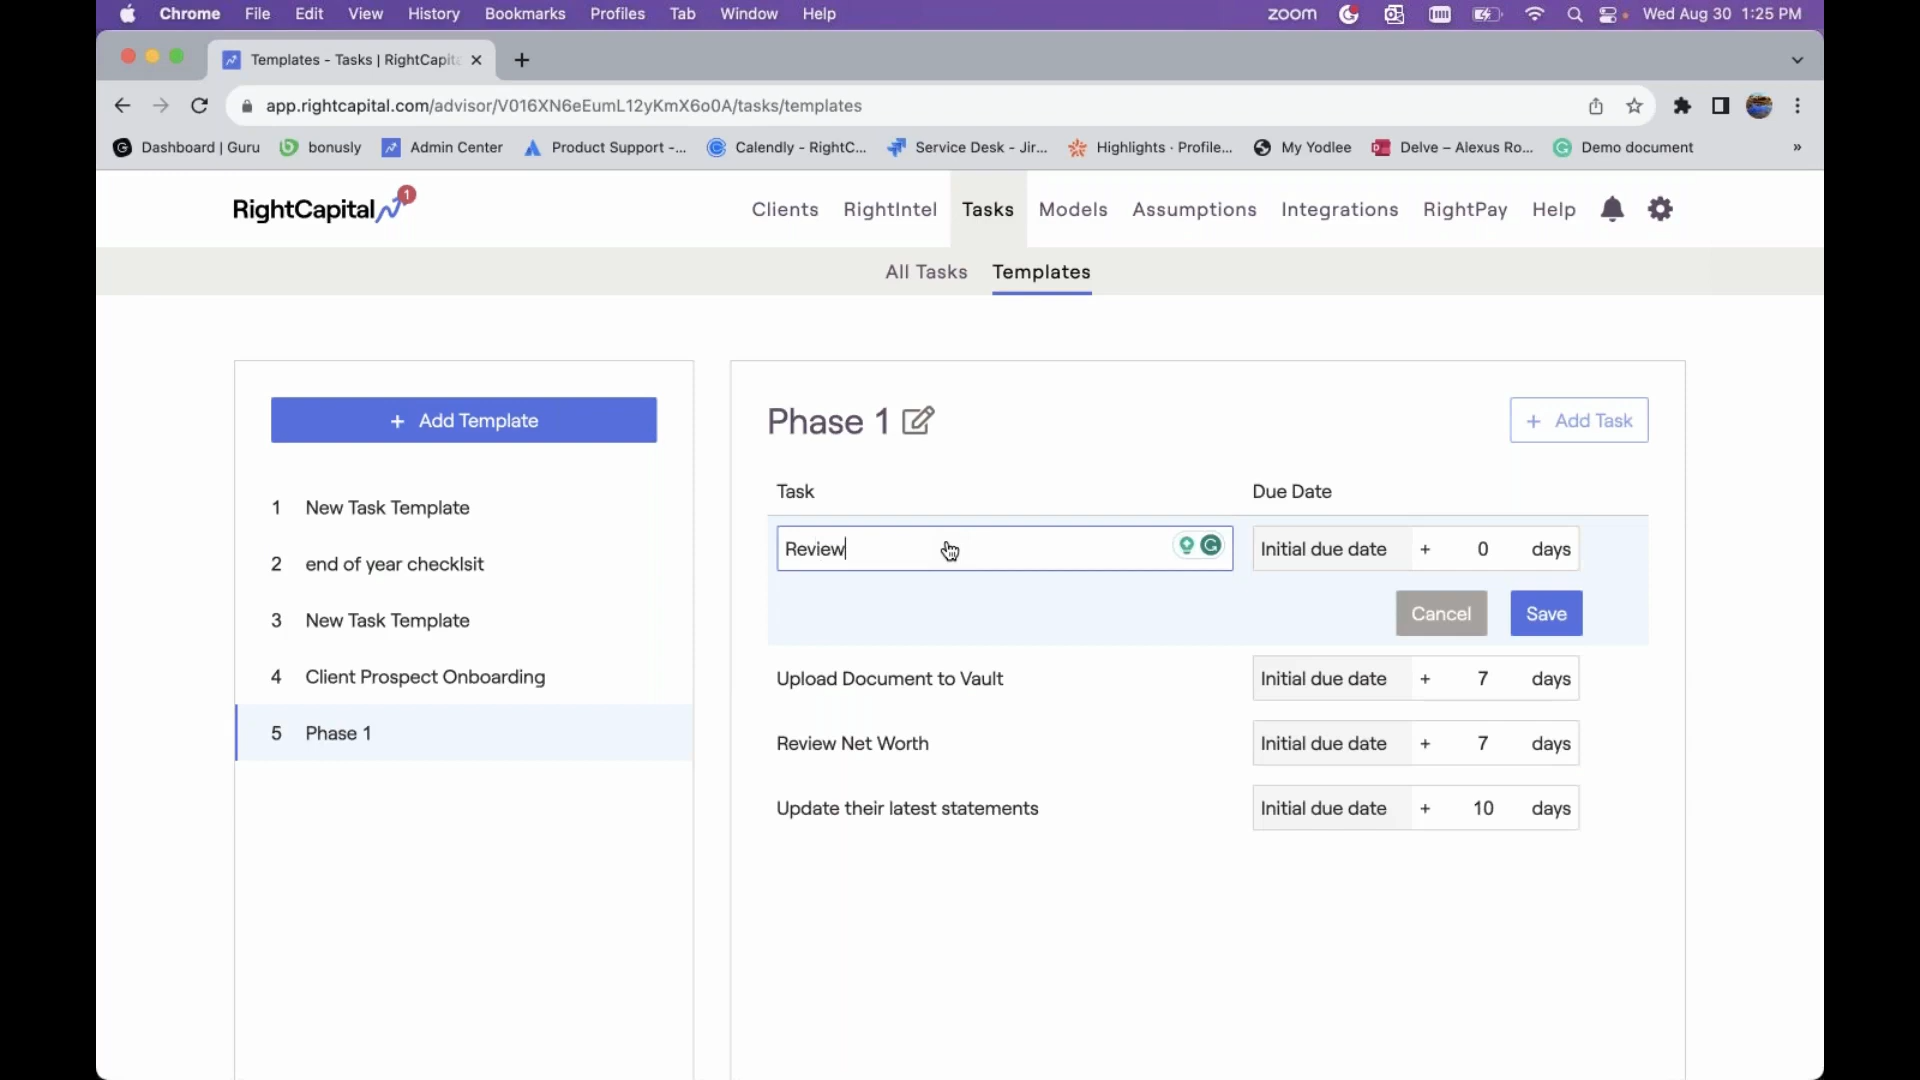 Chrome File Edit View History Bookmarks Profiles Tab Window Help zoom Wed Aug 30 1:25 PM
Templates - Tasks | RightCapit
app.rightcapital.com/advisor/V016XN6eEumL12yKmX6o0A/tasks/templates
Dashboard | Guru bonusly Admin Center Product Support -... Calendly - RightC... Service Desk - Jir... Highlights · Profile... My Yodlee Delve – Alexus Ro... Demo document »
RightCapital 1 Clients RightIntel Tasks Models Assumptions Integrations RightPay Help
All Tasks Templates
+ Add Template
1 New Task Template
2 end of year checklsit
3 New Task Template
4 Client Prospect Onboarding
5 Phase 1
Phase 1 + Add Task
Task Due Date
Review Initial due date + 0 days
Cancel Save
Upload Document to Vault Initial due date + 7 days
Review Net Worth Initial due date + 7 days
Update their latest statements Initial due date + 10 days